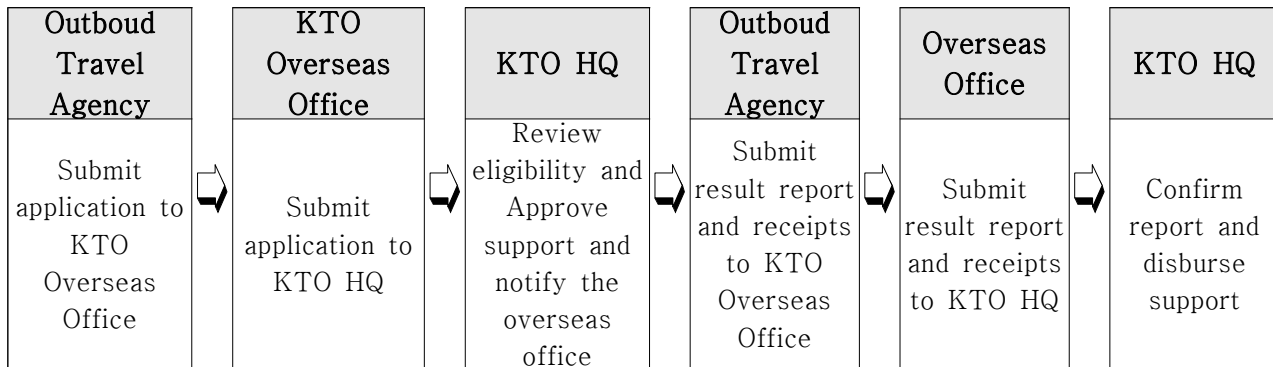 Outboud
Travel
Agency
Submit
application to
KTO
Overseas
Office
KTO
Overseas
Office
Submit
application to
KTO HQ
KTO HQ
Review
eligibility and
Approve
support and
notify the
overseas
office
Outboud
Travel
Agency
Submit
result report
and receipts
to KTO
Overseas
Office
Overseas
Office
Submit
result report
and receipts
to KTO HQ
KTO HQ
Confirm
report and
disburse
support